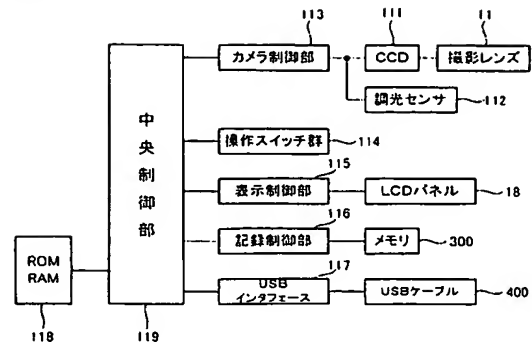 113
111
11
カメラ制御部
CCD
撮影レンズ
調光センサ
112
中央制御部
操作スイッチ群
114
115
表示制御部
LCDパネル
18
116
記録制御部
メモリ
300
117
ROM
RAM
USB
インタフェース
USBケーブル
400
118
119